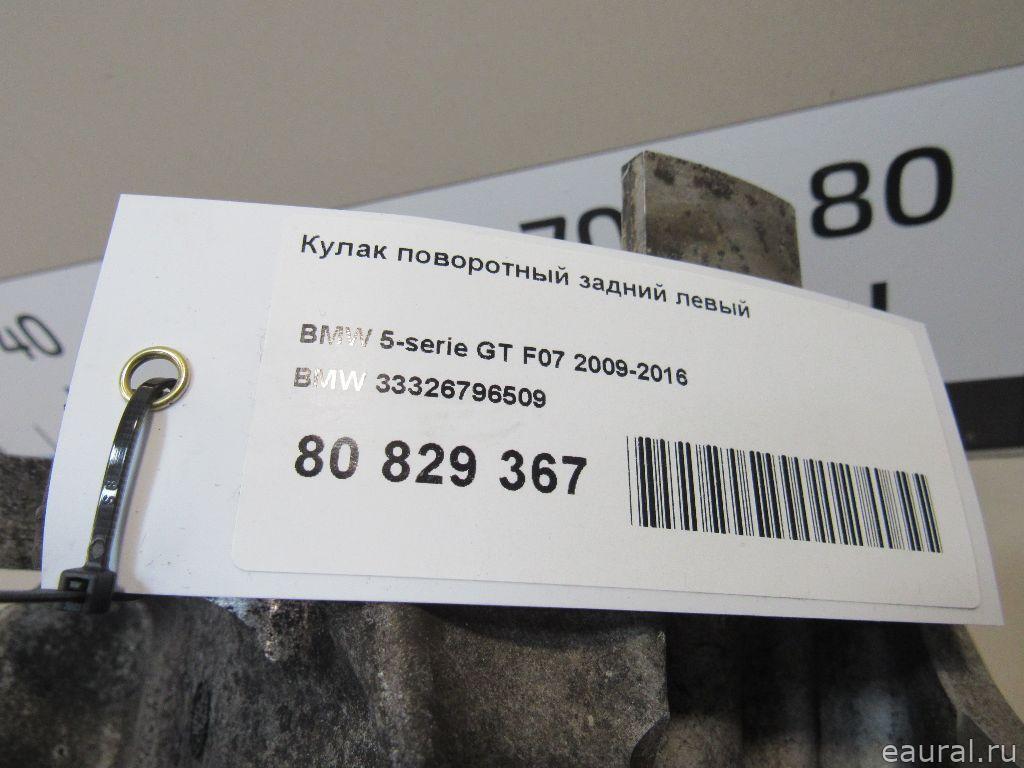 80
70
40
Кулак поворотный задний левый
BMW 5-serie GT F07 2009-2016
BMW 33326796509
80 829 367
eaural.ru